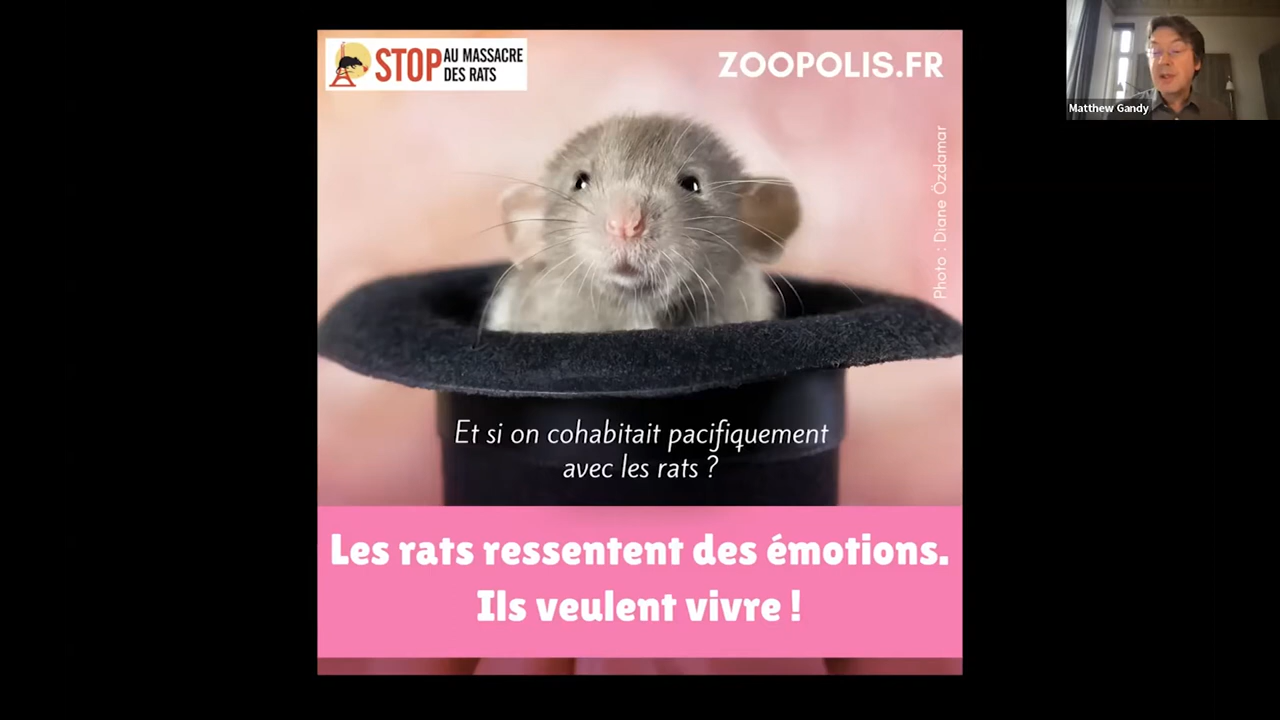 STOP AU MASSACRE
DES RATS
ZOOPOLIS.FR
Photo : Diane Özdamar
Et si on cohabitait pacifiquement
avec les rats ?
Les rats ressentent des émotions.
Ils veulent vivre !
Matthew Gandy